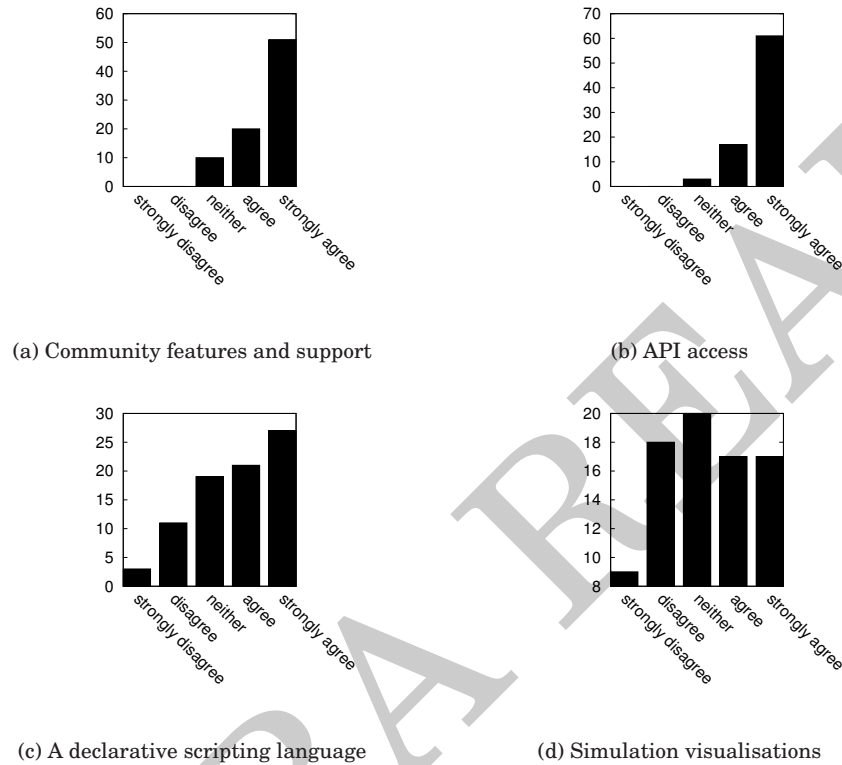 60
50
40
30
20
10
0
strongly disagree
disagree
neither
agree
strongly agree
(a) Community features and support
70
60
50
40
30
20
10
0
strongly disagree
disagree
neither
agree
strongly agree
(b) API access
30
25
20
15
10
5
0
strongly disagree
disagree
neither
agree
strongly agree
(c) A declarative scripting language
20
18
16
14
12
10
8
strongly disagree
disagree
neither
agree
strongly agree
(d) Simulation visualisations
RA REA